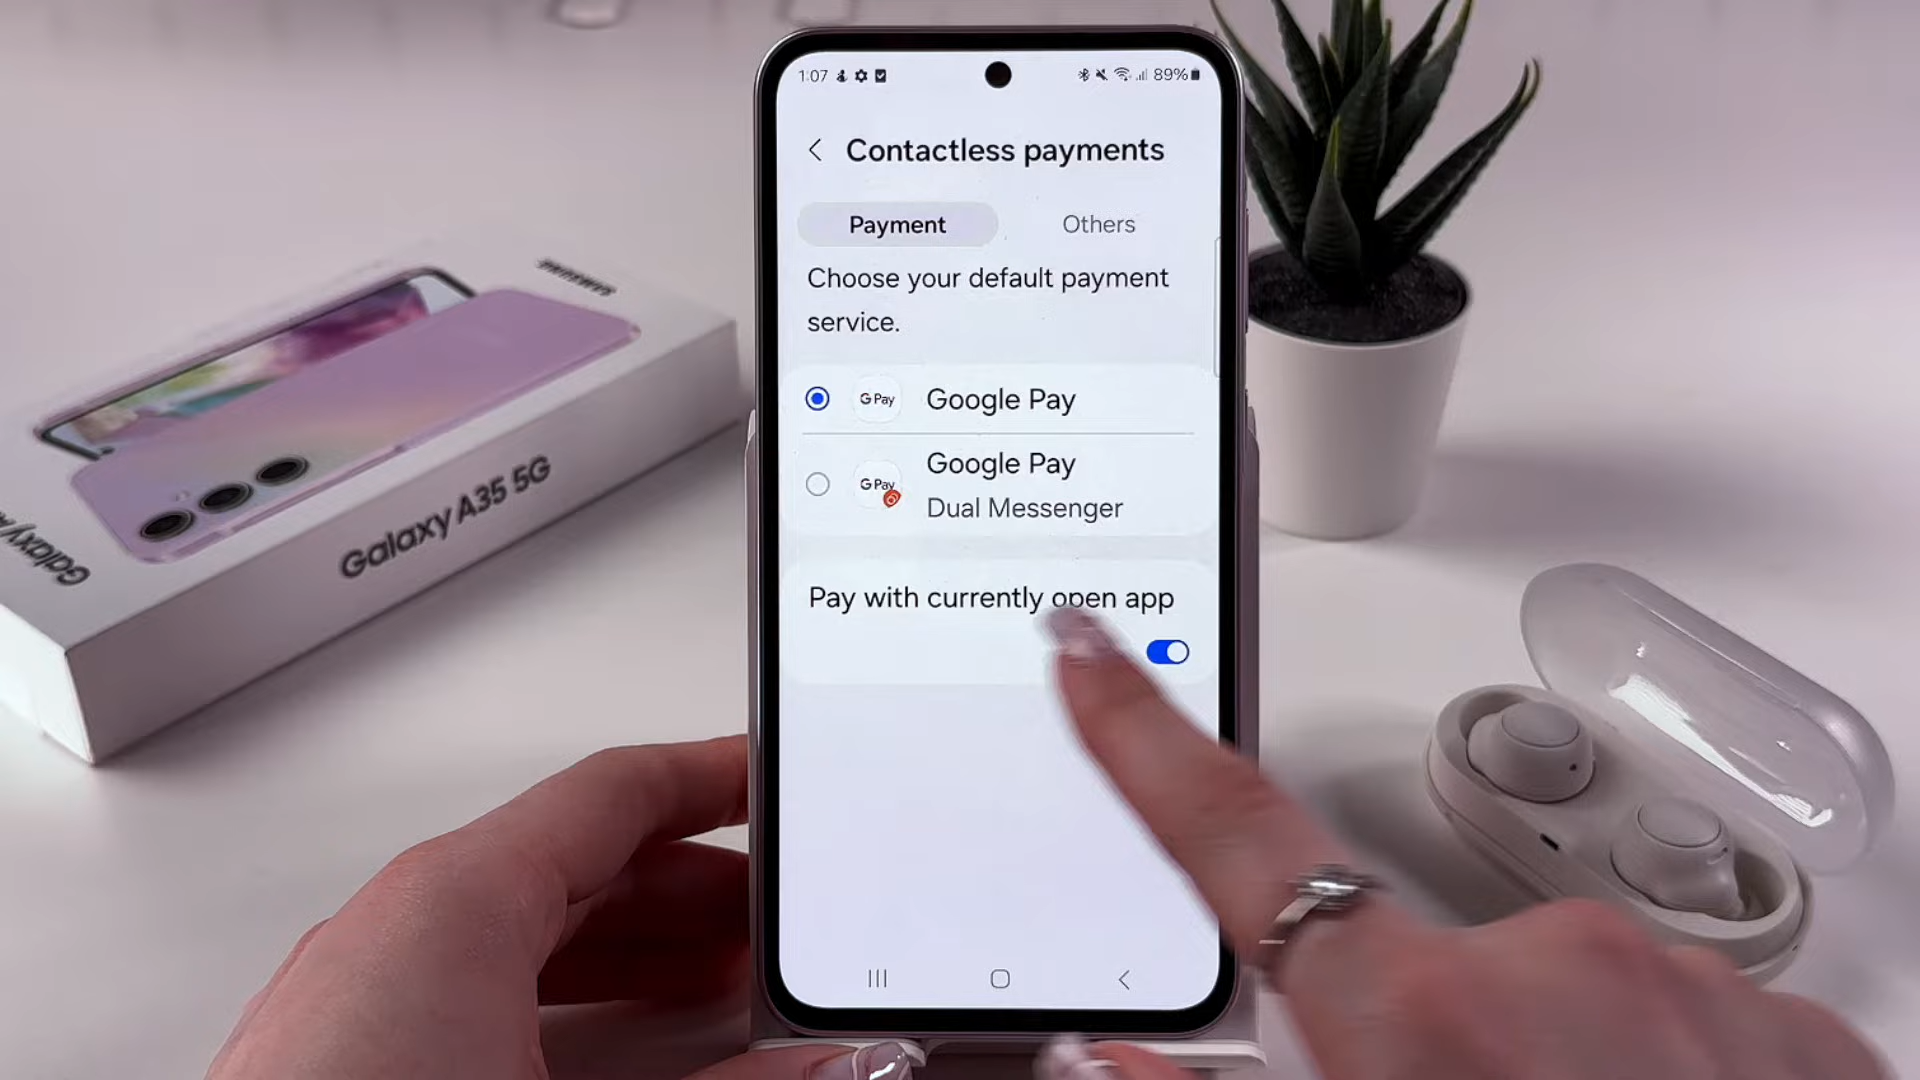 1:07
89%
Contactless payments
Payment
Others
Choose your default payment
service.
G Pay
Google Pay
G Pay
Google Pay
Dual Messenger
Pay with currently open app
SAMSUNG
Galaxy A35 5G
Galaxy